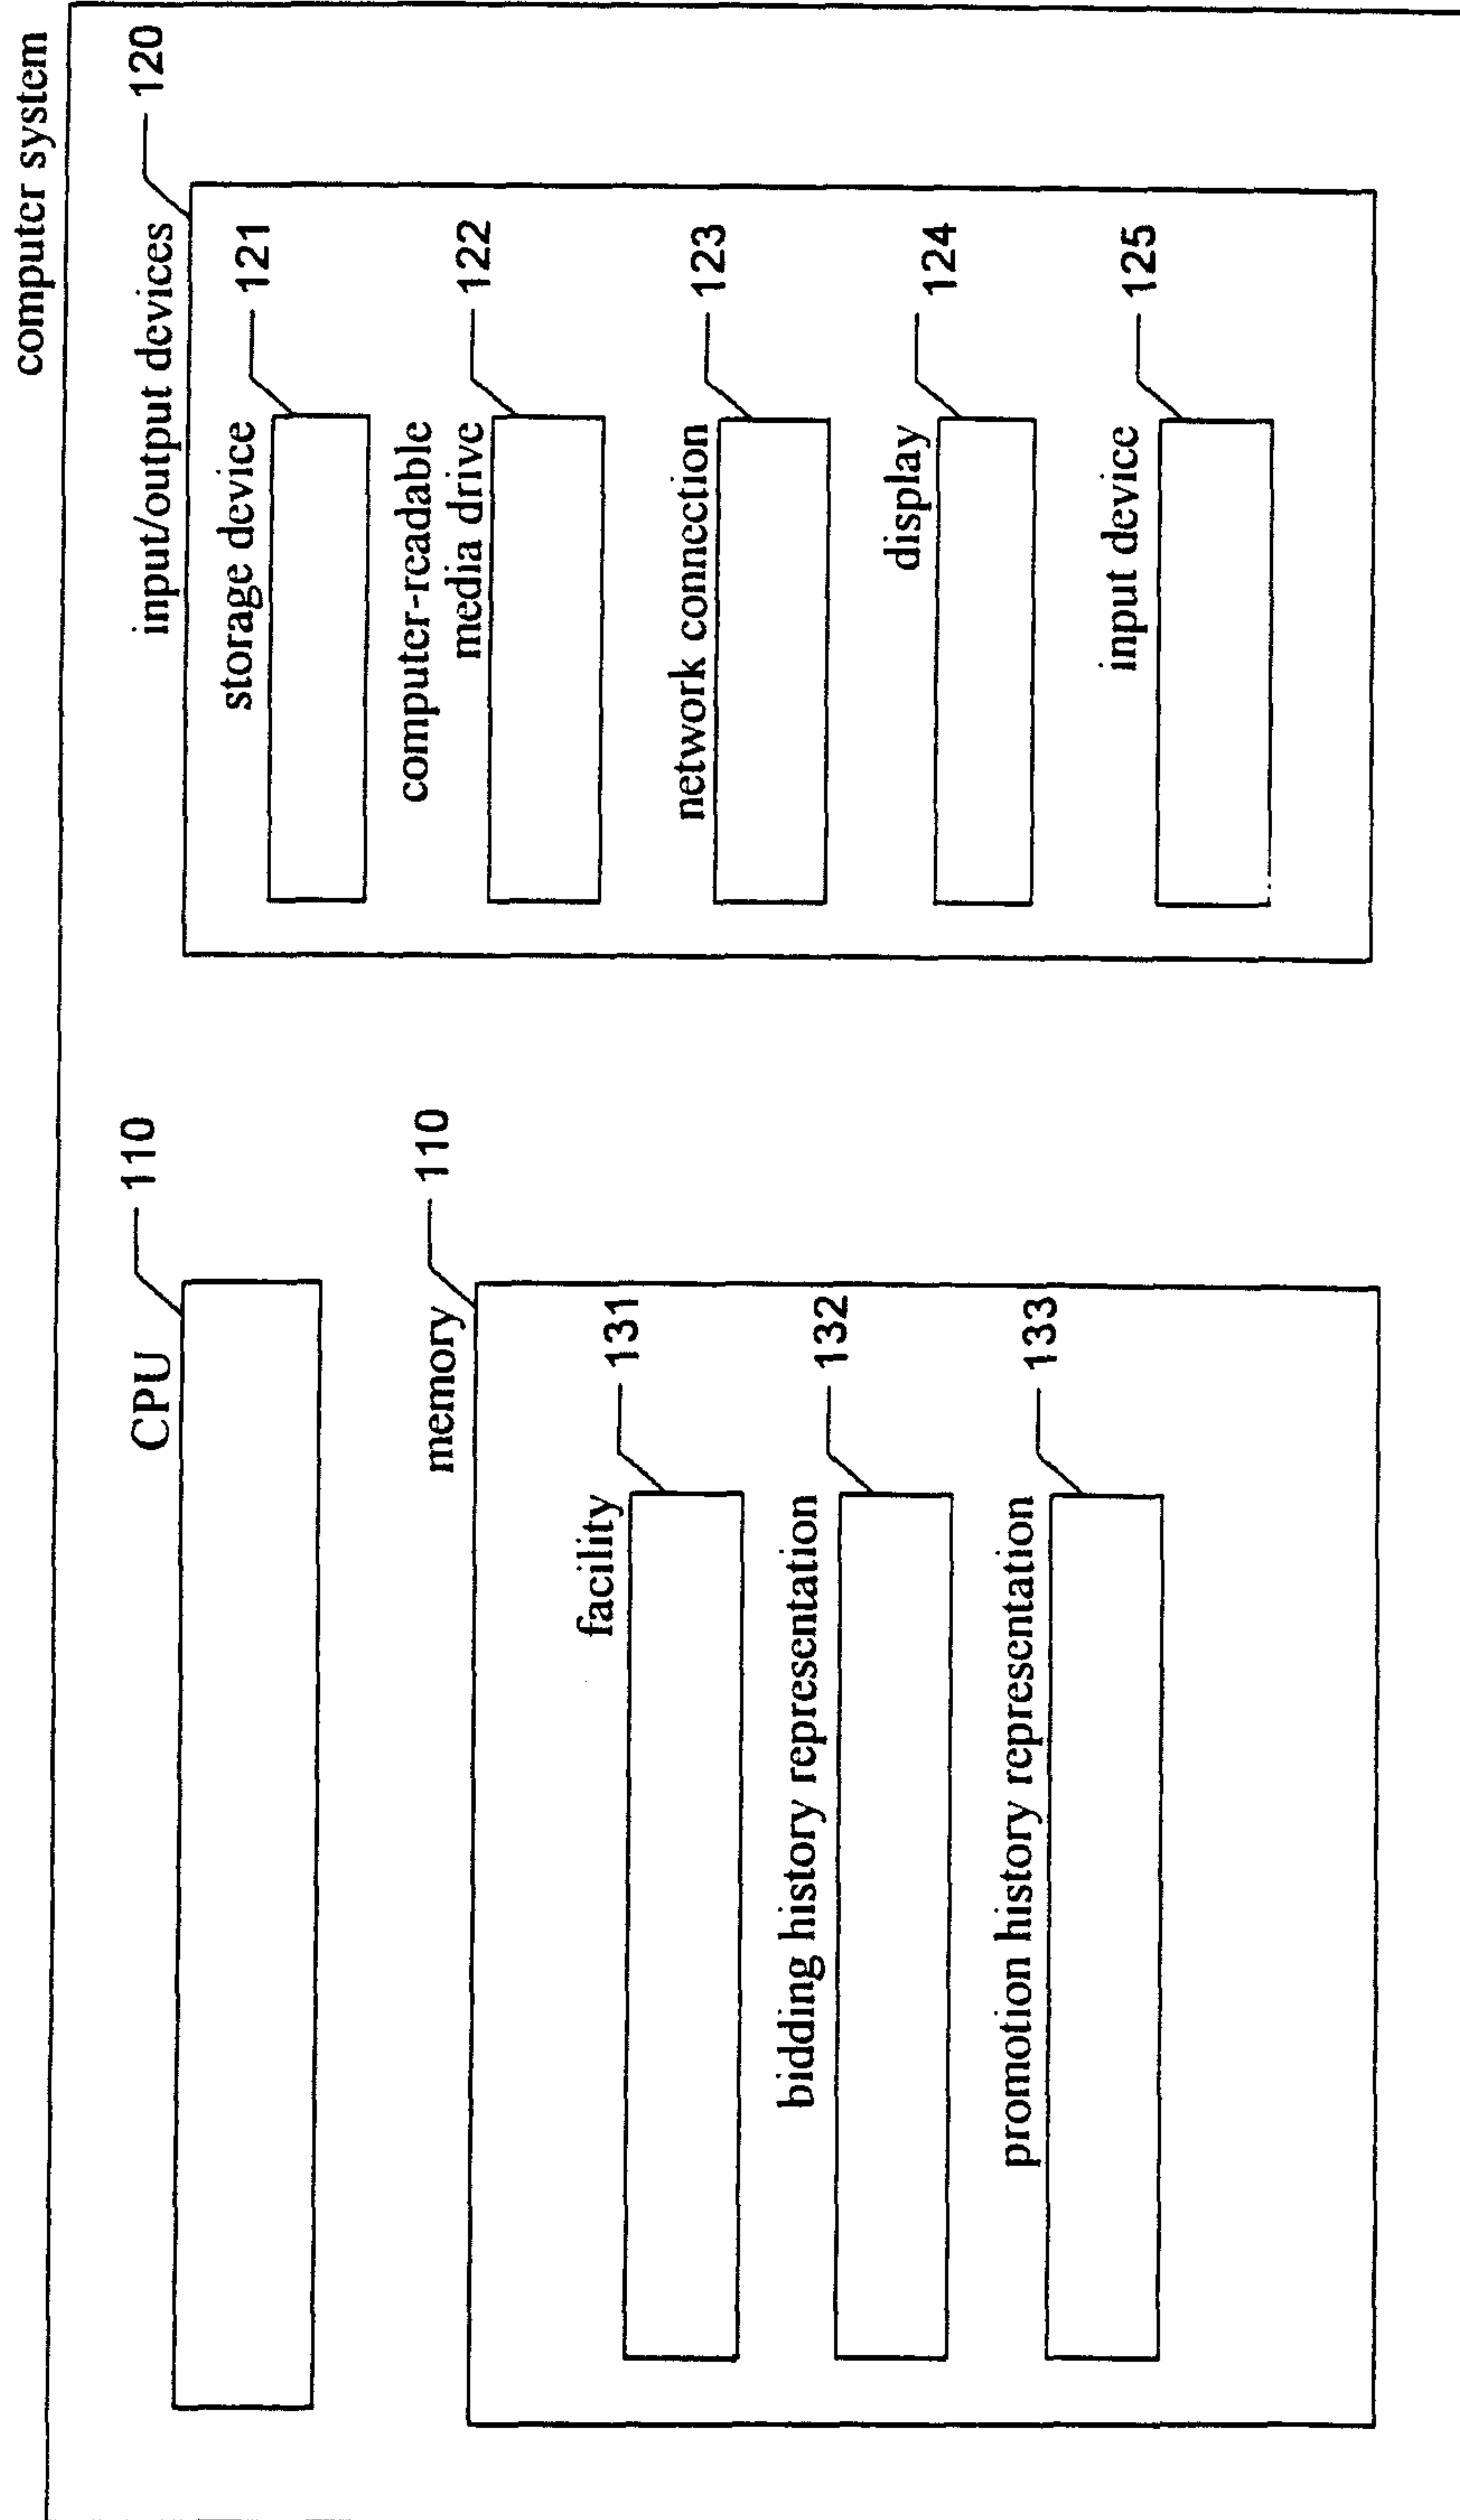 computer system
CPU
110
memory
110
facility
131
bidding history representation
132
promotion history representation
133
input/output devices
120
storage device
121
computer-readable
media drive
122
network connection
123
display
124
input device
125